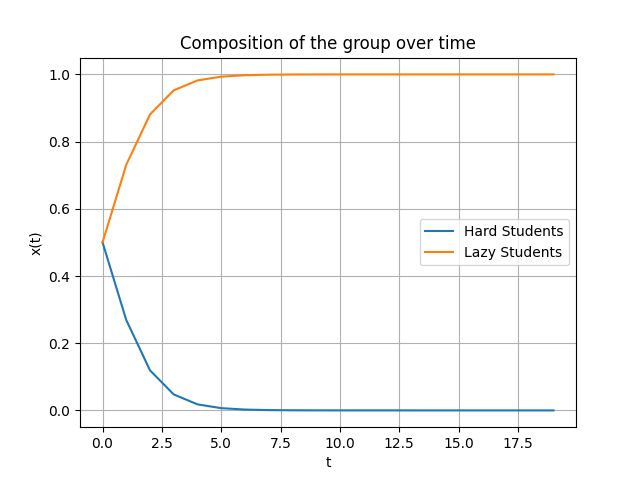 Composition of the group over time
x(t)
1.0
0.8
0.6
0.4
0.2
0.0
Hard Students
Lazy Students
0.0 2.5 5.0 7.5 10.0 12.5 15.0 17.5
t